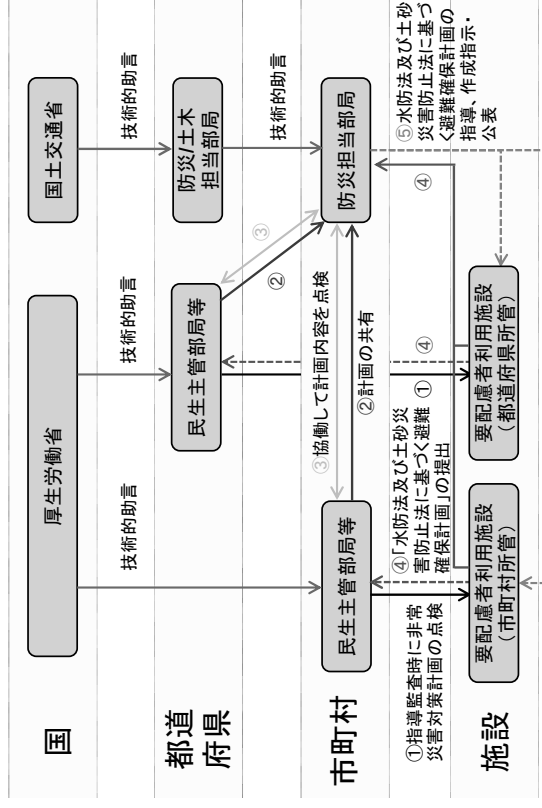 国
厚生労働省
国土交通省
技術的助言
技術的助言
技術的助言
都道
府県
民生主管部局等
防災/土木
担当部局
③
②
技術的助言
市町村
民生主管部局等
③協働して計画内容を点検
②計画の共有
防災担当部局
①指導監査時に非常
災害対策計画の点検
④「水防法及び土砂災
害防止法に基づく避難
確保計画」の提出
①
④
④
⑤水防法及び土砂
災害防止法に基づ
く避難確保計画の
指導、作成指示・
公表
施設
要配慮者利用施設
（市町村所管）
要配慮者利用施設
（都道府県所管）